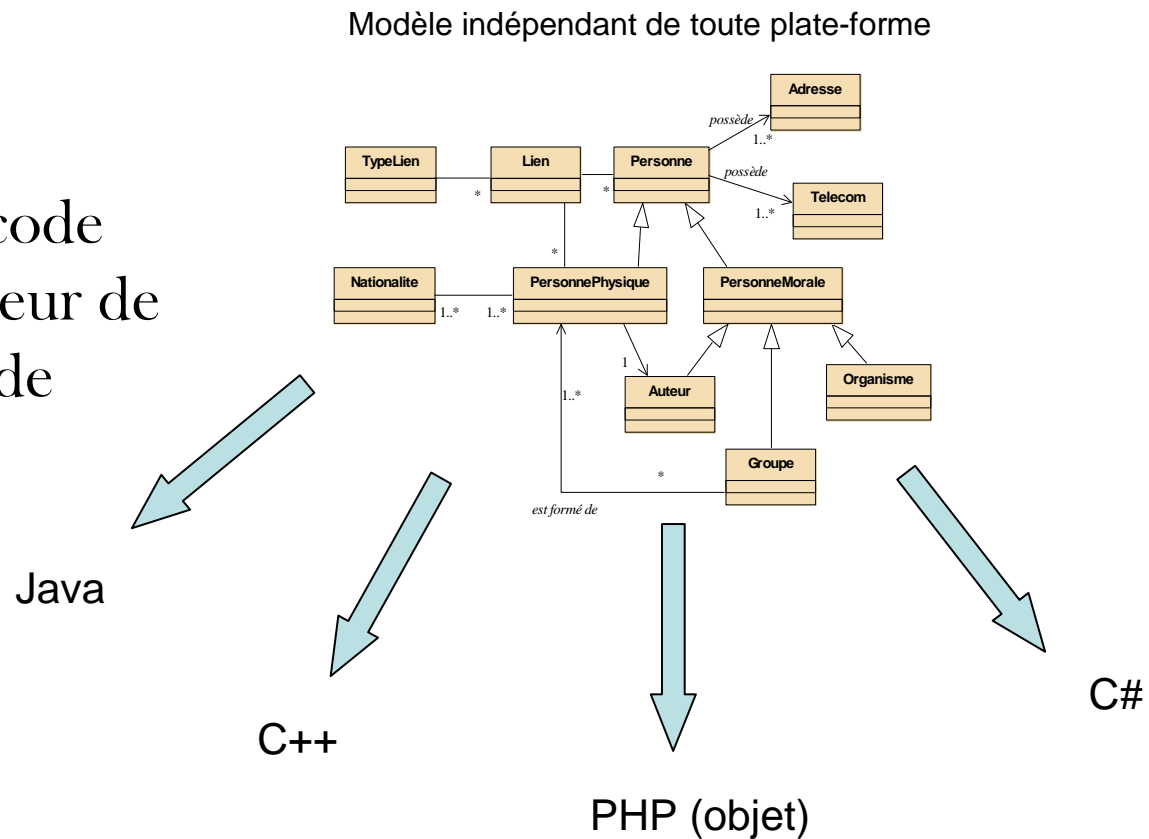 Modèle indépendant de toute plate-forme
Adresse
possède
1..*
TypeLien
Lien
Personne
*
*
possède
Telecom
1..*
code
eur de
de
*
Nationalite
PersonnePhysique
PersonneMorale
1..*
1..*
1
Auteur
Organisme
1..*
Groupe
*
est formé de
Java
C++
C#
PHP (objet)